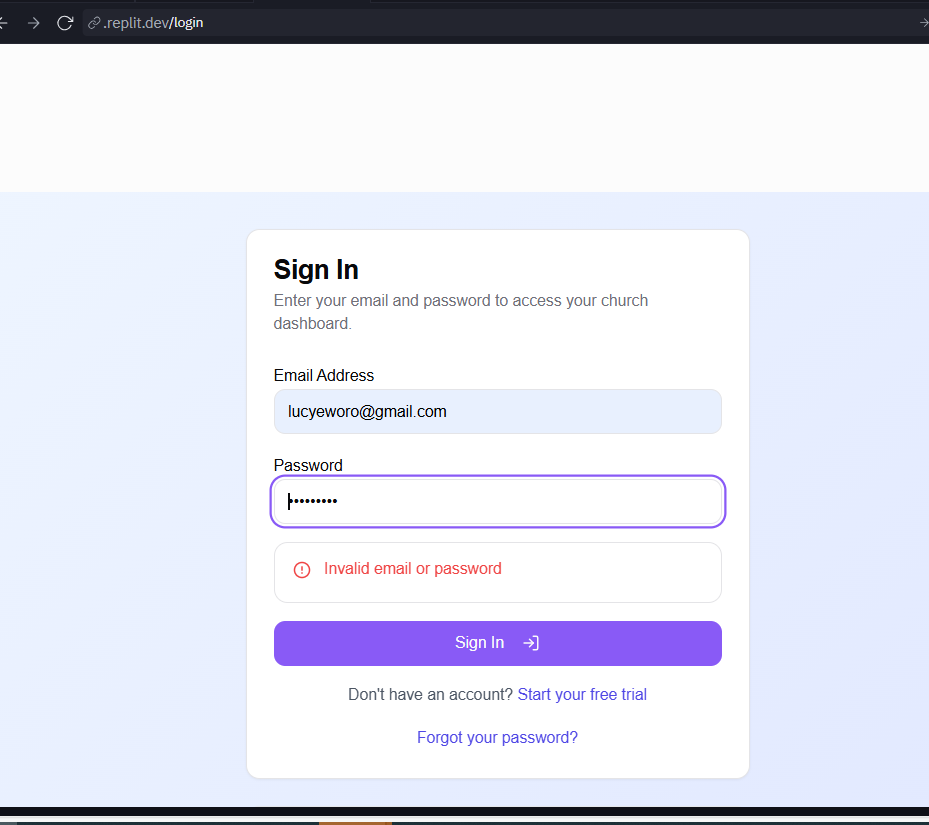 .replit.dev/login
Sign In
Enter your email and password to access your church
dashboard.
Email Address
lucyeworo@gmail.com
Password
•••••••••
Invalid email or password
Sign In
Don't have an account? Start your free trial
Forgot your password?